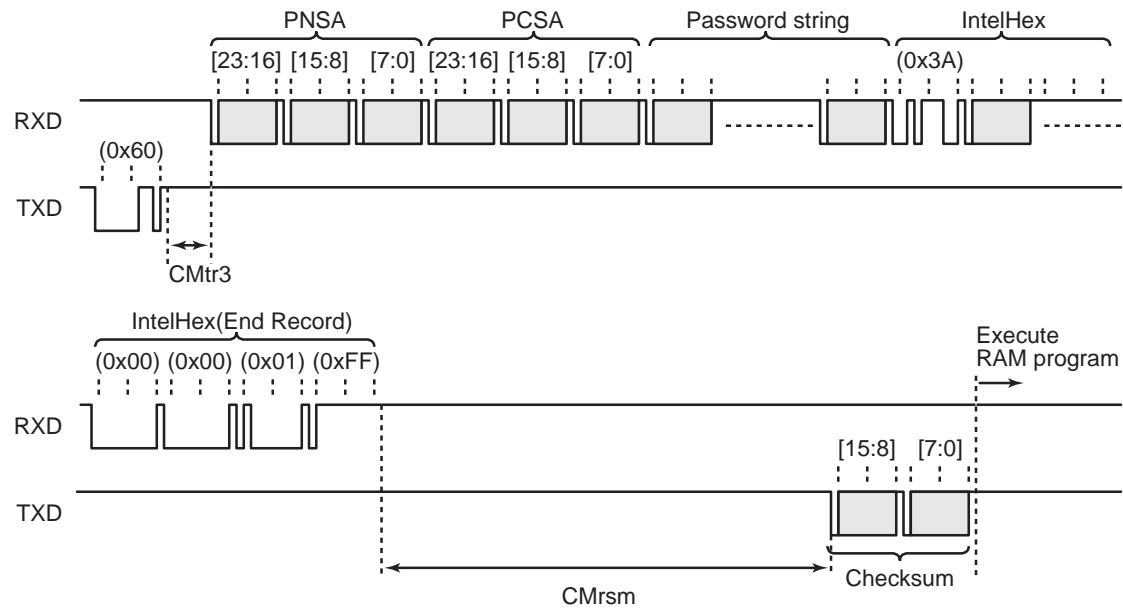 PNSA PCSA Password string IntelHex
[23:16] [15:8] [7:0] [23:16] [15:8] [7:0] (0x3A)
RXD
(0x60)
TXD
CMtr3
IntelHex(End Record)
(0x00) (0x00) (0x01) (0xFF)
Execute
RAM program
RXD
[15:8] [7:0]
TXD
Checksum
CMrsm